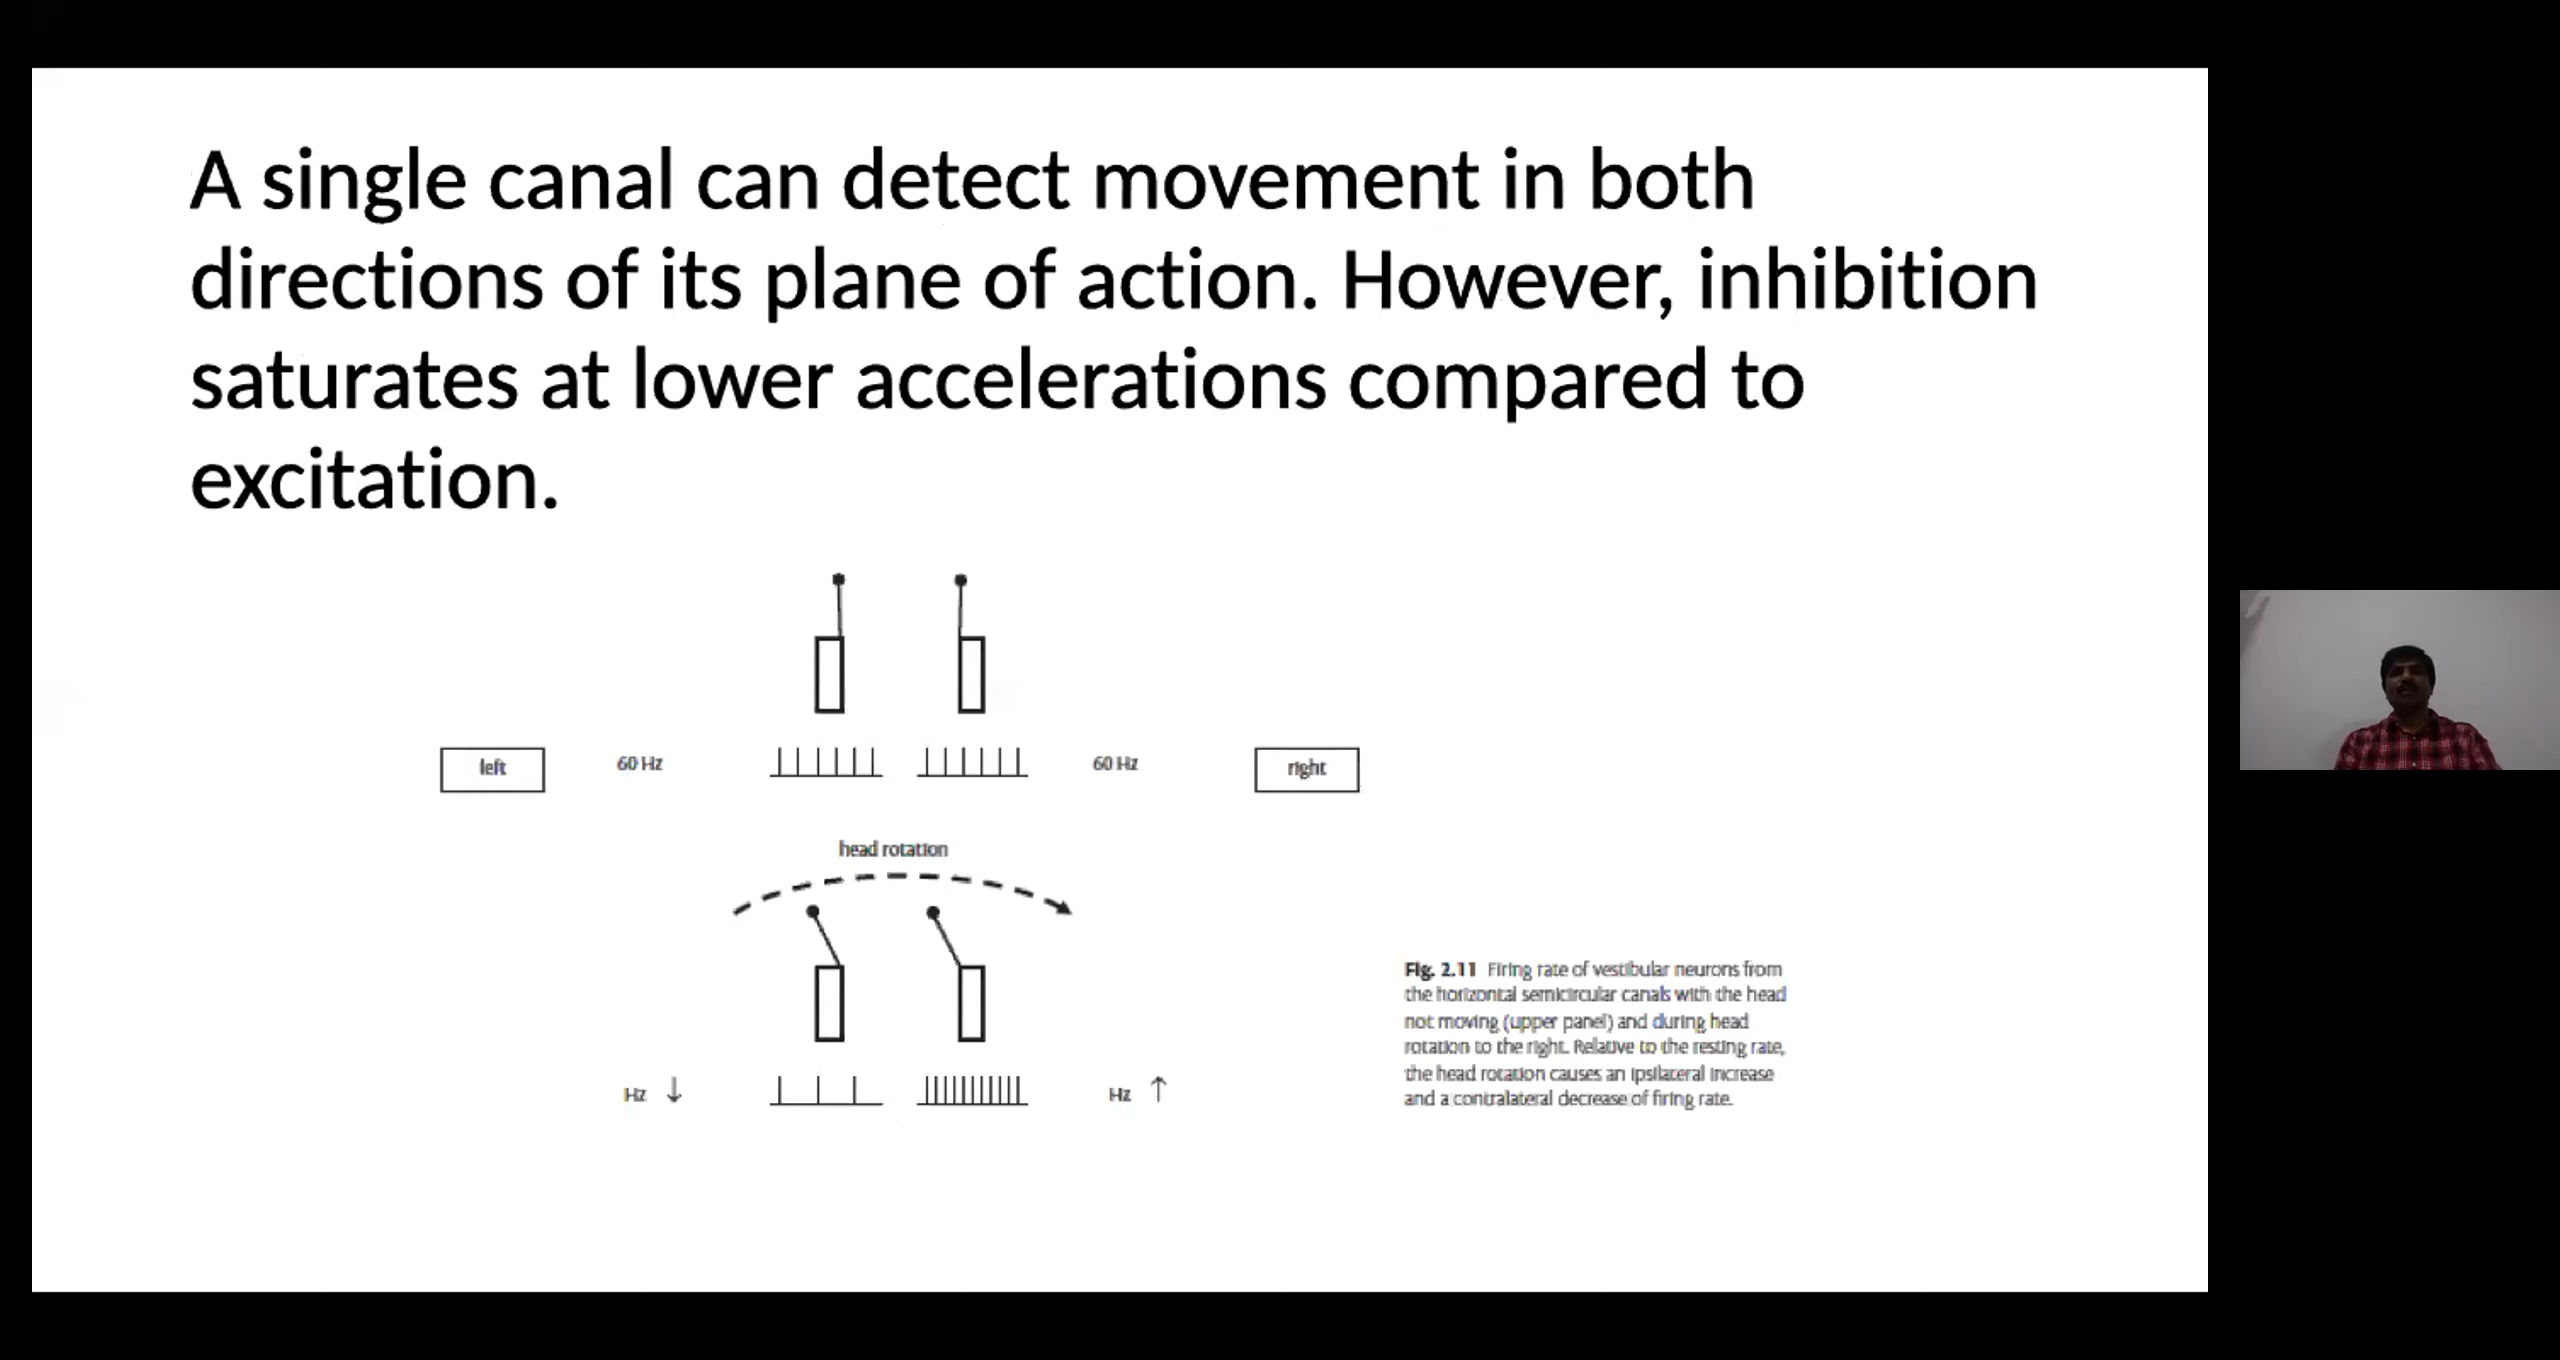 A single canal can detect movement in both
directions of its plane of action. However, inhibition
saturates at lower accelerations compared to
excitation.
left
60 Hz
60 Hz
right
head rotation
Hz ↓
Hz ↑
Fig. 2.11 Firing rate of vestibular neurons from
the horizontal semicircular canals with the head
not moving (upper panel) and during head
rotation to the right. Relative to the resting rate,
the head rotation causes an ipsilateral increase
and a contralateral decrease of firing rate.